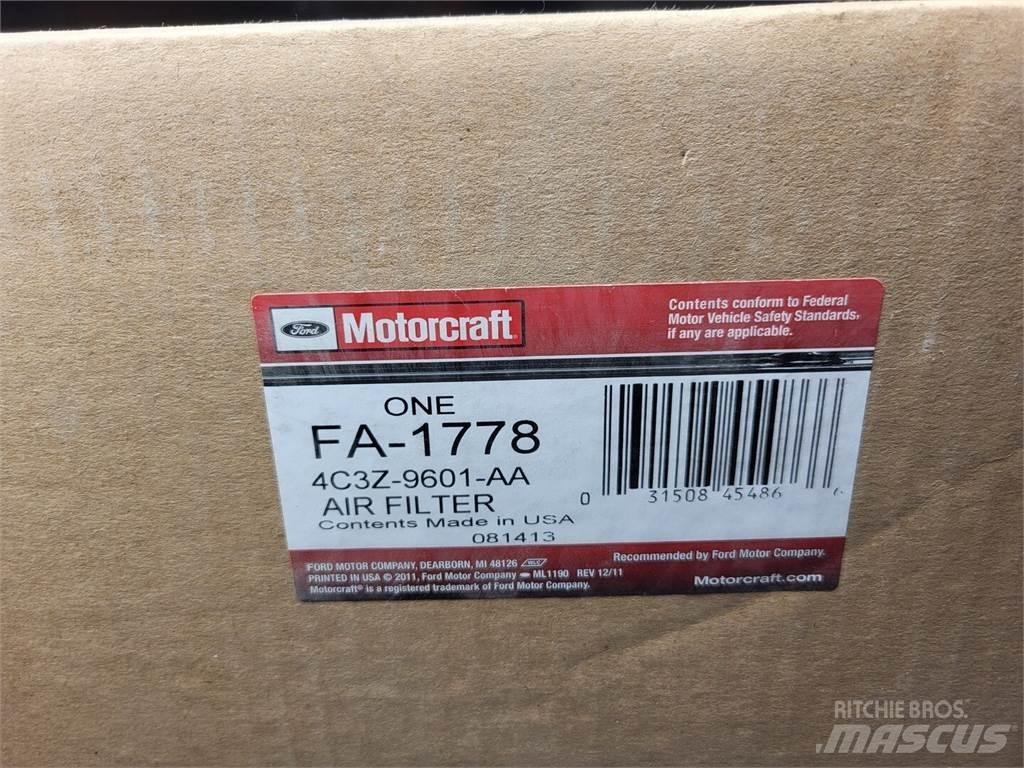 Ford Motorcraft
Contents conform to Federal
Motor Vehicle Safety Standards,
if any are applicable.
ONE
FA-1778
4C3Z-9601-AA
AIR FILTER
Contents Made in USA
081413
0 31508 45486 6
FORD MOTOR COMPANY, DEARBORN, MI 48126
PRINTED IN USA © 2011, Ford Motor Company ML1190 REV 12/11
Motorcraft® is a registered trademark of Ford Motor Company.
Recommended by Ford Motor Company.
Motorcraft.com
RITCHIE BROS.
MASCUS